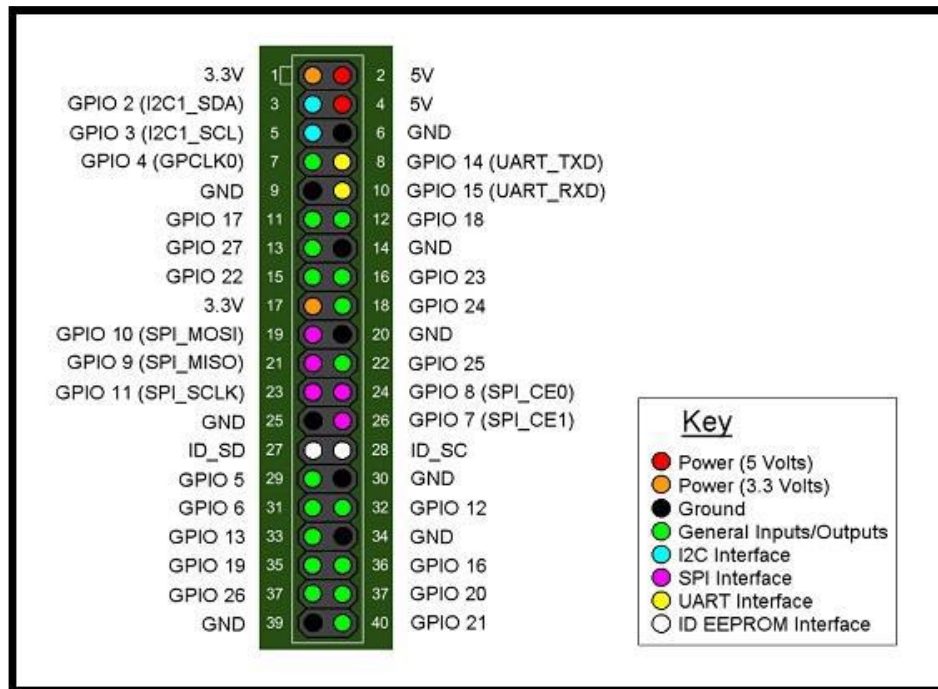 3.3V 1 2 5V
GPIO 2 (I2C1_SDA) 3 4 5V
GPIO 3 (I2C1_SCL) 5 6 GND
GPIO 4 (GPCLK0) 7 8 GPIO 14 (UART_TXD)
GND 9 10 GPIO 15 (UART_RXD)
GPIO 17 11 12 GPIO 18
GPIO 27 13 14 GND
GPIO 22 15 16 GPIO 23
3.3V 17 18 GPIO 24
GPIO 10 (SPI_MOSI) 19 20 GND
GPIO 9 (SPI_MISO) 21 22 GPIO 25
GPIO 11 (SPI_SCLK) 23 24 GPIO 8 (SPI_CE0)
GND 25 26 GPIO 7 (SPI_CE1)
ID_SD 27 28 ID_SC
GPIO 5 29 30 GND
GPIO 6 31 32 GPIO 12
GPIO 13 33 34 GND
GPIO 19 35 36 GPIO 16
GPIO 26 37 37 GPIO 20
GND 39 40 GPIO 21
Key
Power (5 Volts)
Power (3.3 Volts)
Ground
General Inputs/Outputs
I2C Interface
SPI Interface
UART Interface
ID EEPROM Interface